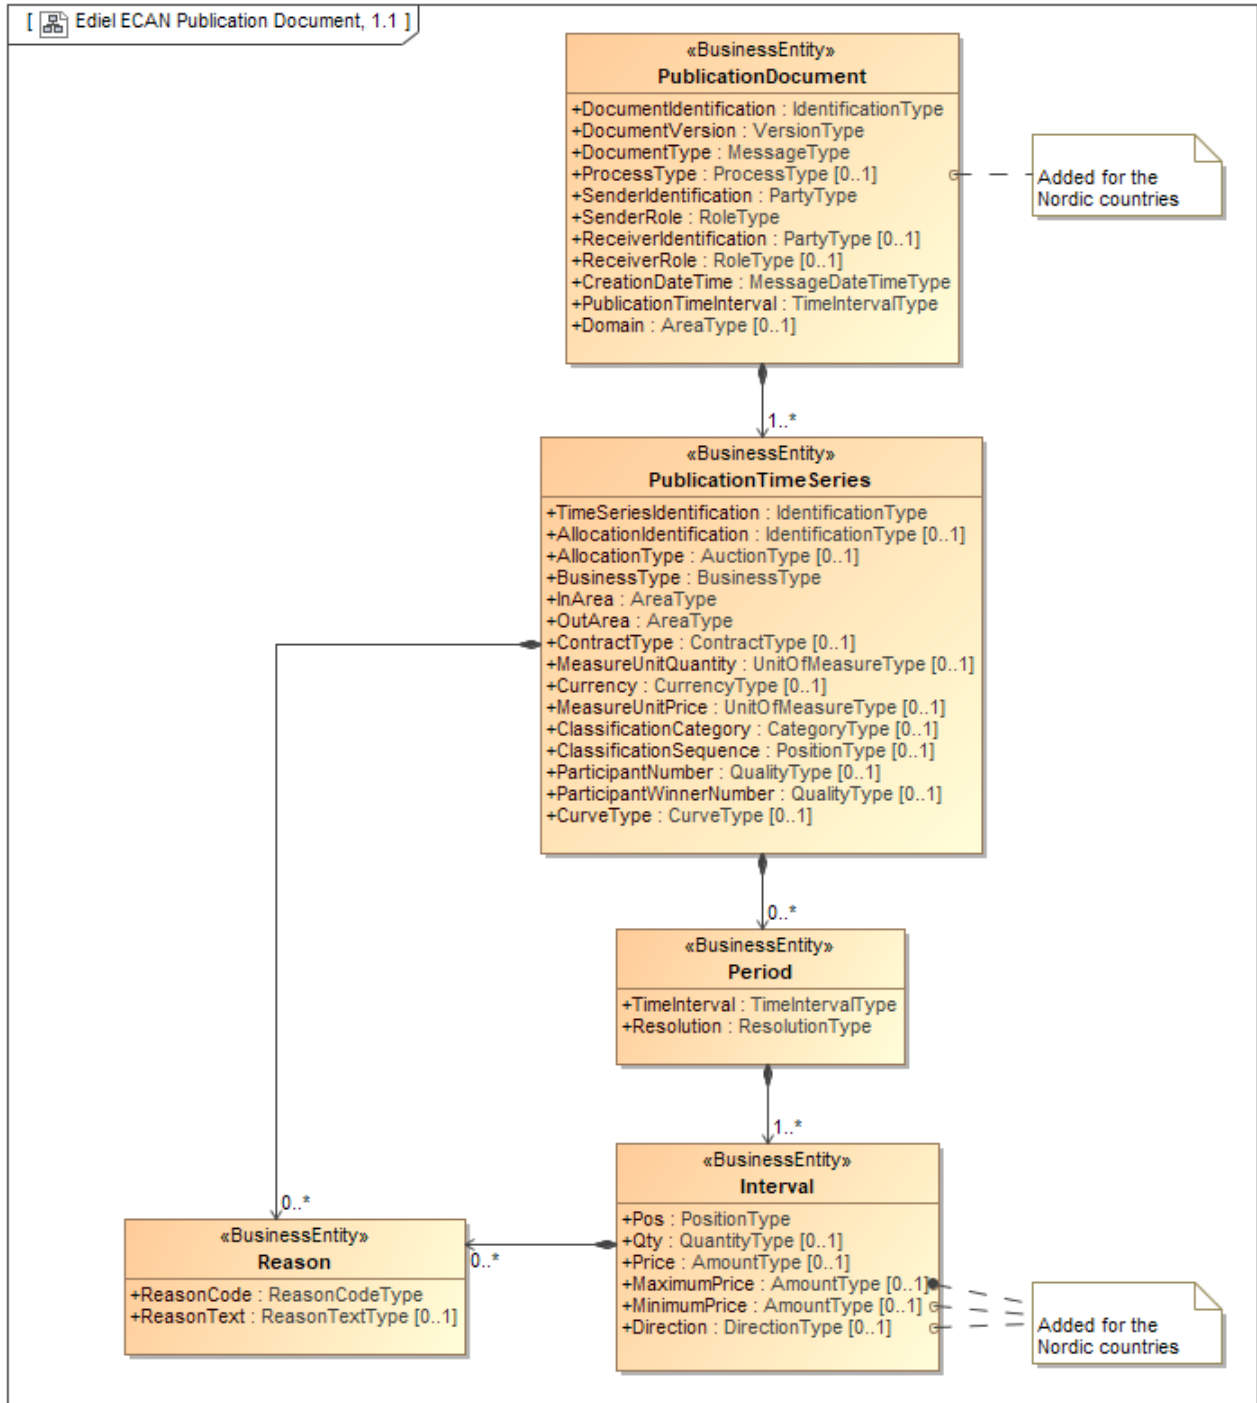 [ Ediel ECAN Publication Document, 1.1 ]
«BusinessEntity»
PublicationDocument
+DocumentIdentification : IdentificationType
+DocumentVersion : VersionType
+DocumentType : MessageType
+ProcessType : ProcessType [0..1]
+SenderIdentification : PartyType
+SenderRole : RoleType
+ReceiverIdentification : PartyType [0..1]
+ReceiverRole : RoleType [0..1]
+CreationDateTime : MessageDateTimeType
+PublicationTimeInterval : TimeIntervalType
+Domain : AreaType [0..1]
Added for the
Nordic countries
1..*
«BusinessEntity»
PublicationTimeSeries
+TimeSeriesIdentification : IdentificationType
+AllocationIdentification : IdentificationType [0..1]
+AllocationType : AuctionType [0..1]
+BusinessType : BusinessType
+InArea : AreaType
+OutArea : AreaType
+ContractType : ContractType [0..1]
+MeasureUnitQuantity : UnitOfMeasureType [0..1]
+Currency : CurrencyType [0..1]
+MeasureUnitPrice : UnitOfMeasureType [0..1]
+ClassificationCategory : CategoryType [0..1]
+ClassificationSequence : PositionType [0..1]
+ParticipantNumber : QualityType [0..1]
+ParticipantWinnerNumber : QualityType [0..1]
+CurveType : CurveType [0..1]
0..*
«BusinessEntity»
Period
+TimeInterval : TimeIntervalType
+Resolution : ResolutionType
1..*
«BusinessEntity»
Interval
+Pos : PositionType
+Qty : QuantityType [0..1]
+Price : AmountType [0..1]
+MaximumPrice : AmountType [0..1]
+MinimumPrice : AmountType [0..1]
+Direction : DirectionType [0..1]
0..*
0..*
«BusinessEntity»
Reason
+ReasonCode : ReasonCodeType
+ReasonText : ReasonTextType [0..1]
Added for the
Nordic countries